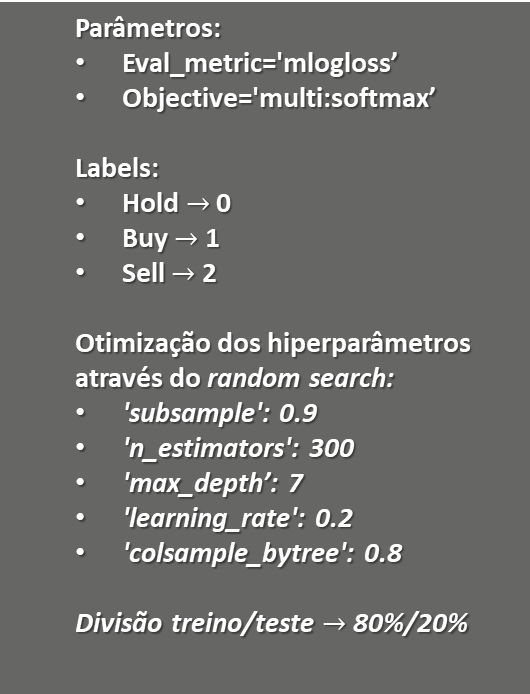 Parâmetros:
• Eval_metric='mlogloss’
• Objective='multi:softmax’
Labels:
• Hold → 0
• Buy → 1
• Sell → 2
Otimização dos hiperparâmetros
através do random search:
• 'subsample': 0.9
• 'n_estimators': 300
• 'max_depth’: 7
• 'learning_rate': 0.2
• 'colsample_bytree': 0.8
Divisão treino/teste → 80%/20%